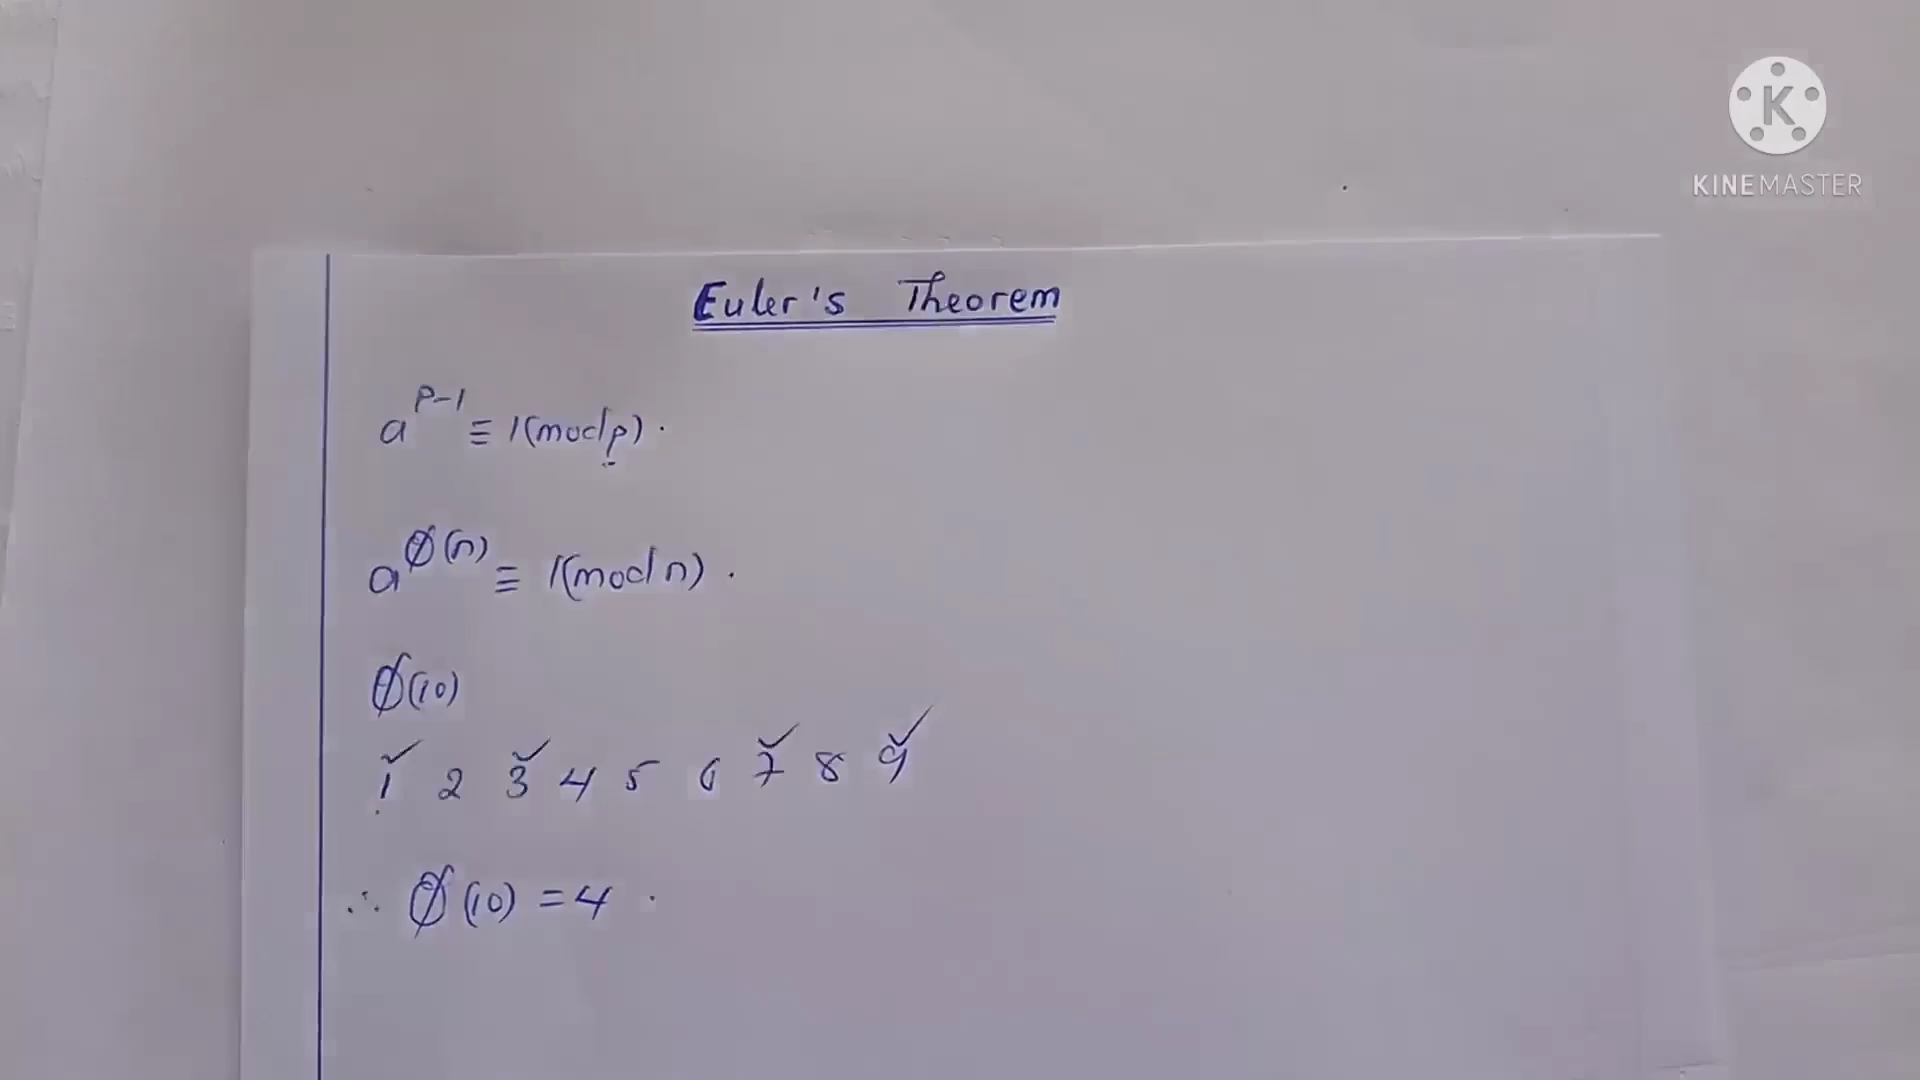 K
KINEMASTER
Euler's Theorem
a^{P-1} ≡ 1(mod p).
a^{Ø(n)} ≡ 1(mod n).
Ø(10)
1 2 3 4 5 6 7 8 9
∴ Ø(10) = 4.